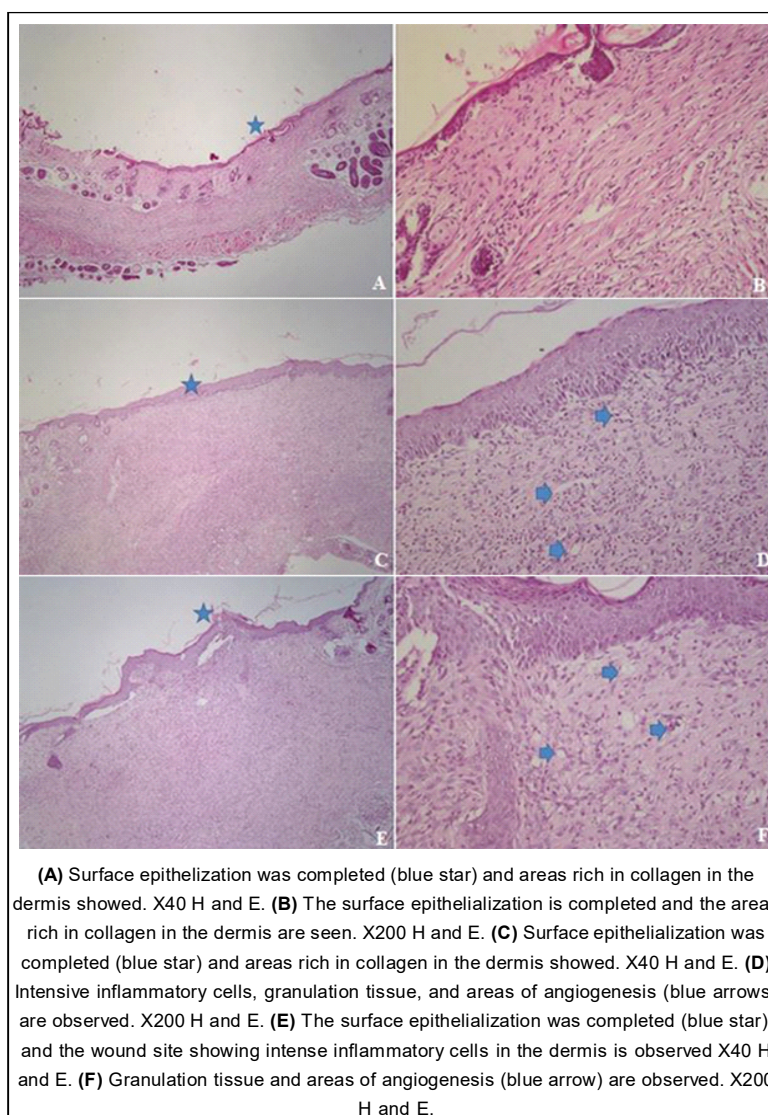 A
B
C
D
E
F
(A) Surface epithelization was completed (blue star) and areas rich in collagen in the
dermis showed. X40 H and E. (B) The surface epithelialization is completed and the area
rich in collagen in the dermis are seen. X200 H and E. (C) Surface epithelialization was
completed (blue star) and areas rich in collagen in the dermis showed. X40 H and E. (D)
Intensive inflammatory cells, granulation tissue, and areas of angiogenesis (blue arrows
are observed. X200 H and E. (E) The surface epithelialization was completed (blue star)
and the wound site showing intense inflammatory cells in the dermis is observed X40 H
and E. (F) Granulation tissue and areas of angiogenesis (blue arrow) are observed. X200
H and E.